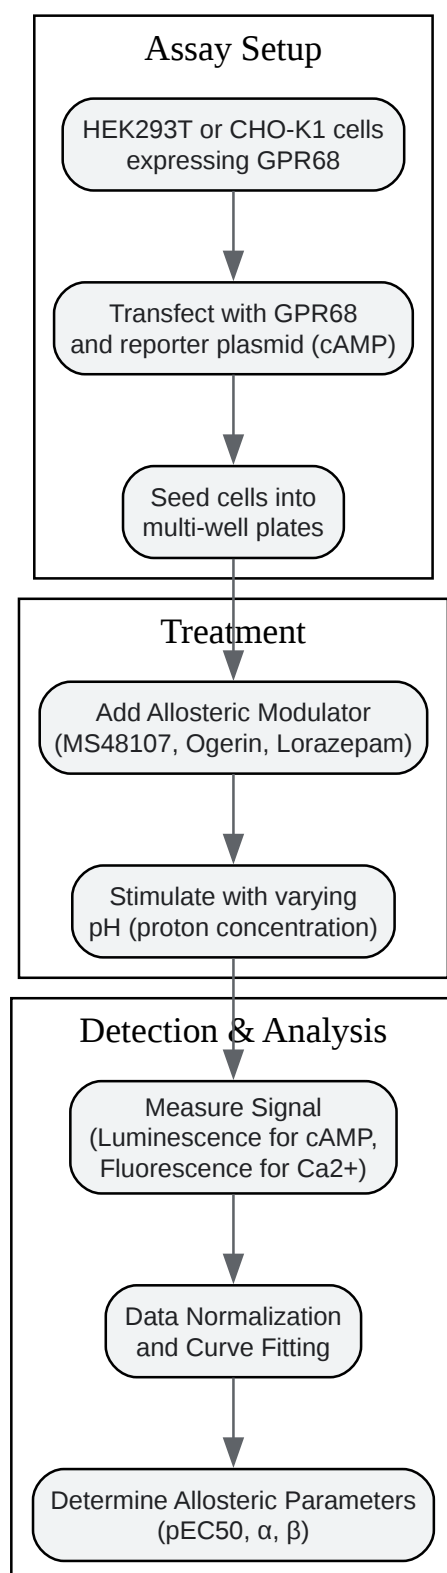 Assay Setup
HEK293T or CHO-K1 cells
expressing GPR68
Transfect with GPR68
and reporter plasmid (cAMP)
Seed cells into
multi-well plates
Treatment
Add Allosteric Modulator
(MS48107, Ogerin, Lorazepam)
Stimulate with varying
pH (proton concentration)
Detection & Analysis
Measure Signal
(Luminescence for cAMP,
Fluorescence for Ca2+)
Data Normalization
and Curve Fitting
Determine Allosteric Parameters
(pEC50, α, β)